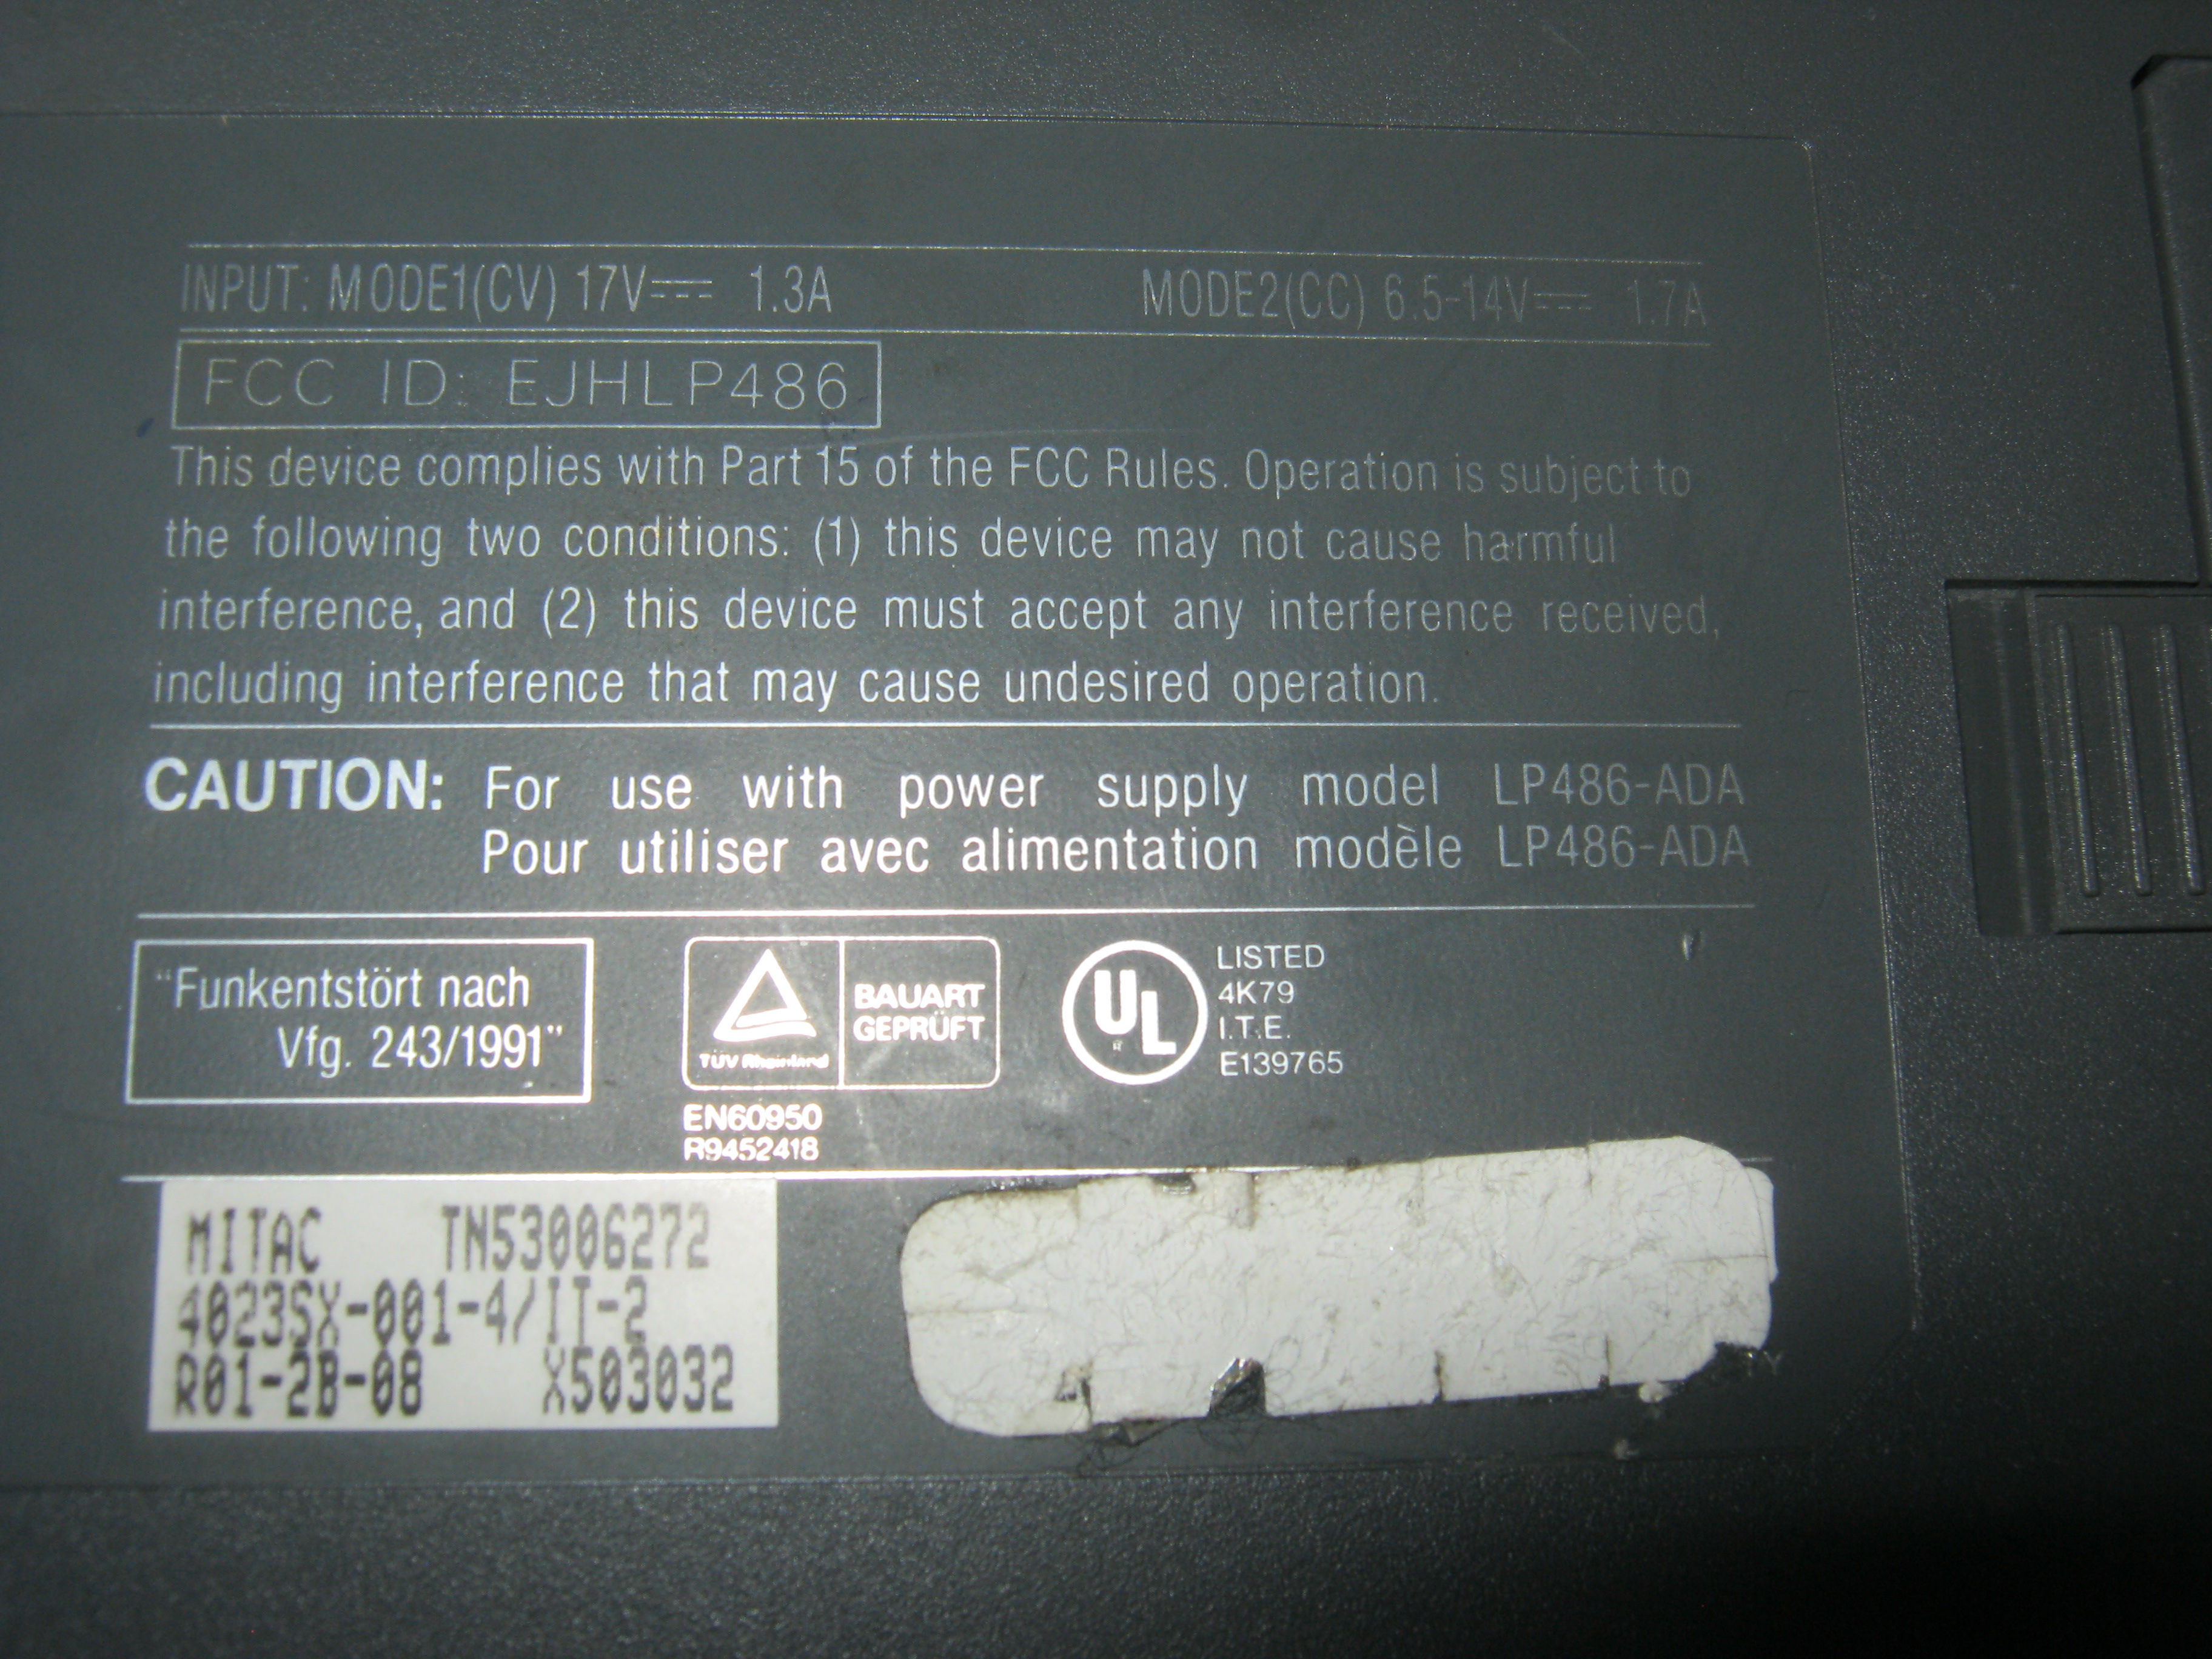 INPUT: MODE1(CV) 17V⎓ 1.3A MODE2(CC) 6.5-14V⎓ 1.7A
FCC ID: EJHLP486
This device complies with Part 15 of the FCC Rules. Operation is subject to
the following two conditions: (1) this device may not cause harmful
interference, and (2) this device must accept any interference received,
including interference that may cause undesired operation.
CAUTION: For use with power supply model LP486-ADA
Pour utiliser avec alimentation modèle LP486-ADA
"Funkentstört nach
Vfg. 243/1991"
TÜV Rheinland
BAUART
GEPRÜFT
EN60950
R9452418
UL
LISTED
4K79
I.T.E.
E139765
MITAC TN53006272
4023SX-001-4/II-2
R01-2B-08 X503032